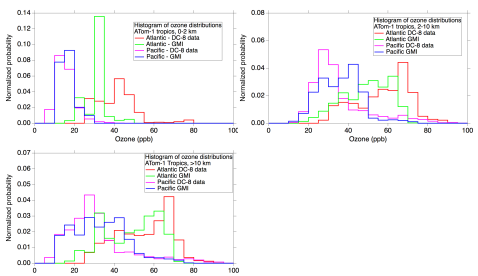 Histogram of ozone distributions
ATom-1 tropics, 0-2 km
Atlantic - DC-8 data
Atlantic - GMI
Pacific - DC-8 data
Pacific - GMI
Normalized probability
0.14
0.12
0.10
0.08
0.06
0.04
0.02
0.00
0 20 40 60 80 100
Ozone (ppb)
Histogram of ozone distributions
ATom-1 tropics, 2-10 km
Atlantic DC-8 data
Atlantic GMI
Pacific DC-8 data
Pacific GMI
Normalized probability
0.08
0.06
0.04
0.02
0.00
0 20 40 60 80 100
Ozone (ppb)
Histogram of ozone distributions
ATom-1 Tropics, >10 km
Atlantic DC-8 data
Atlantic GMI
Pacific DC-8 data
Pacific GMI
Normalized probability
0.07
0.06
0.05
0.04
0.03
0.02
0.01
0.00
0 20 40 60 80 100
Ozone (ppb)